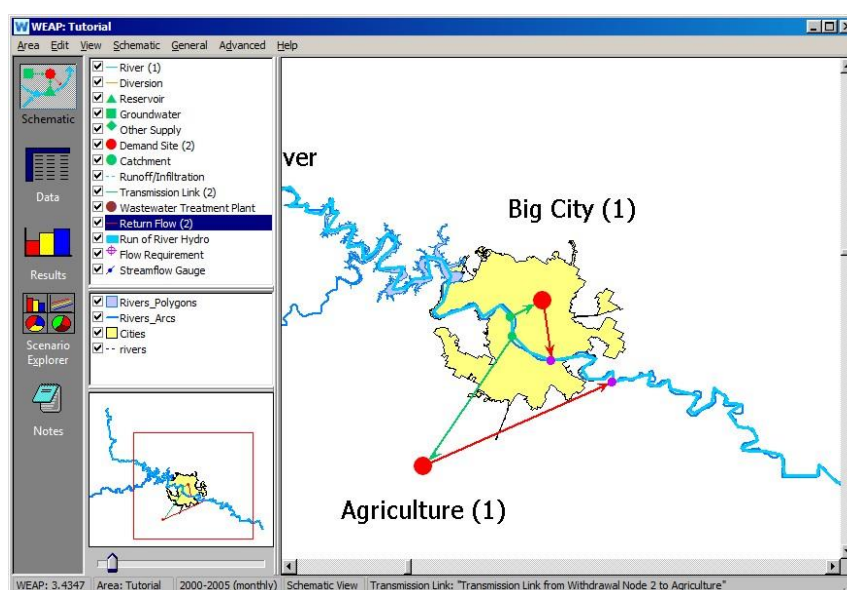 WEAP: Tutorial
Area Edit View Schematic General Advanced Help
Schematic
Data
Results
Scenario
Explorer
Notes
River (1)
Diversion
Reservoir
Groundwater
Other Supply
Demand Site (2)
Catchment
Runoff/Infiltration
Transmission Link (2)
Wastewater Treatment Plant
Return Flow (2)
Run of River Hydro
Flow Requirement
Streamflow Gauge
Rivers_Polygons
Rivers_Arcs
Cities
rivers
ver
Big City (1)
Agriculture (1)
WEAP: 3.4347 Area: Tutorial 2000-2005 (monthly) Schematic View Transmission Link: "Transmission Link from Withdrawal Node 2 to Agriculture"